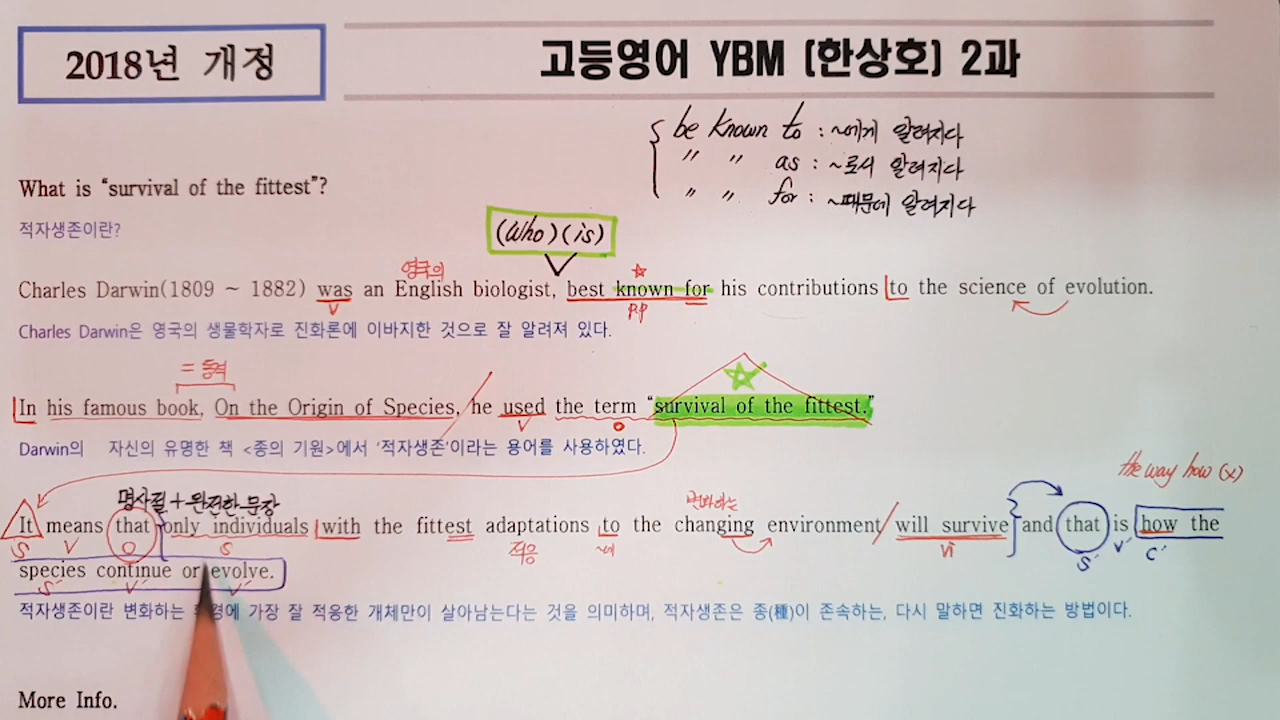 2018년 개정
고등영어 YBM [한상호] 2과
be known to : ~에게 알려지다
〃 〃 as : ~로서 알려지다
〃 〃 for : ~때문에 알려지다
What is “survival of the fittest”?
적자생존이란?
(who)(is)
영국의
Charles Darwin(1809 ~ 1882) was an English biologist, best known for his contributions to the science of evolution.
V p.p
Charles Darwin은 영국의 생물학자로 진화론에 이바지한 것으로 잘 알려져 있다.
= 동격
In his famous book, On the Origin of Species, he used the term “survival of the fittest.”
V O
Darwin의 자신의 유명한 책 <종의 기원>에서 '적자생존'이라는 용어를 사용하였다.
the way how (x)
명사절 + 완전한 문장 변화하는
It means that only individuals with the fittest adaptations to the changing environment will survive and that is how the
S V O S 적응 ~에 Vi S' V' C'
species continue or evolve.
S' V' V'
적자생존이란 변화하는 환경에 가장 잘 적응한 개체만이 살아남는다는 것을 의미하며, 적자생존은 종(種)이 존속하는, 다시 말하면 진화하는 방법이다.
More Info.